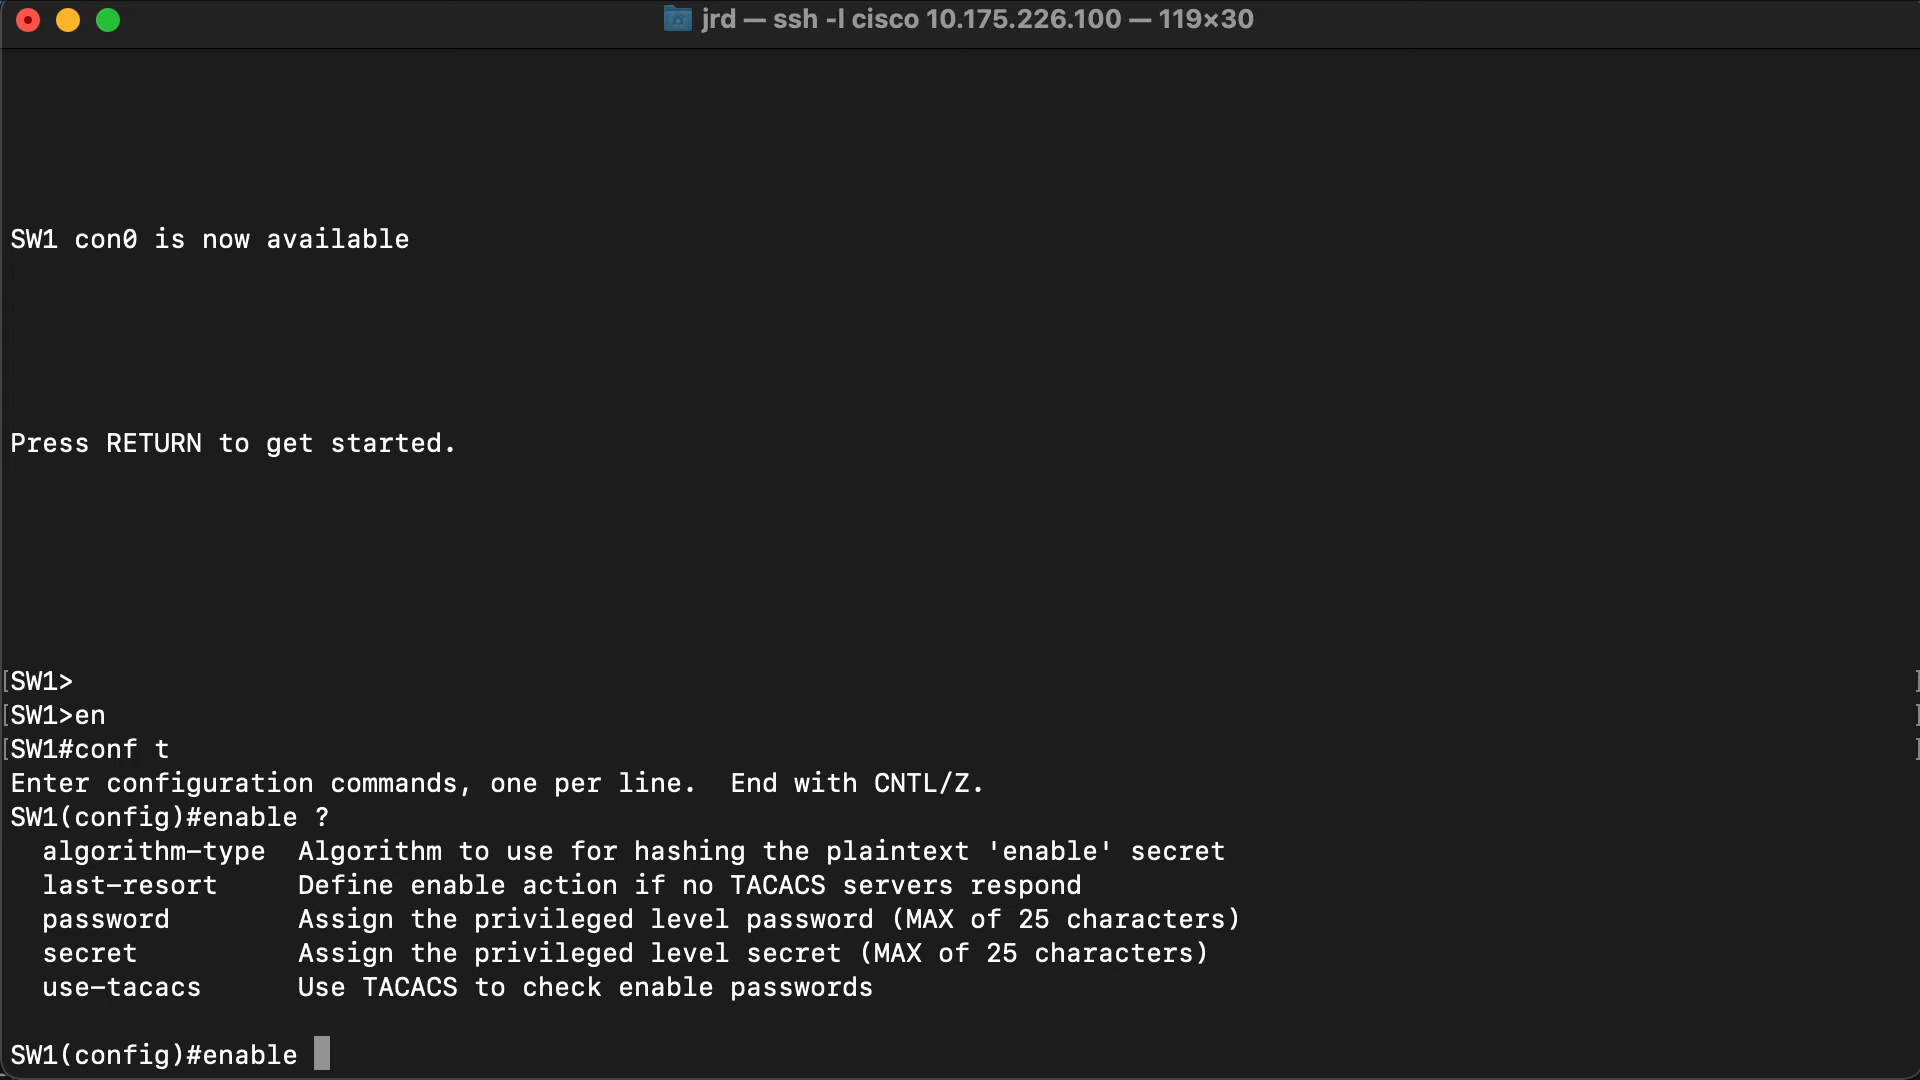 jrd — ssh -l cisco 10.175.226.100 — 119×30
SW1 con0 is now available
Press RETURN to get started.
[SW1>                                                                  ]
[SW1>en                                                                ]
[SW1#conf t                                                            ]
Enter configuration commands, one per line.  End with CNTL/Z.
SW1(config)#enable ?
  algorithm-type  Algorithm to use for hashing the plaintext 'enable' secret
  last-resort     Define enable action if no TACACS servers respond
  password        Assign the privileged level password (MAX of 25 characters)
  secret          Assign the privileged level secret (MAX of 25 characters)
  use-tacacs      Use TACACS to check enable passwords
SW1(config)#enable